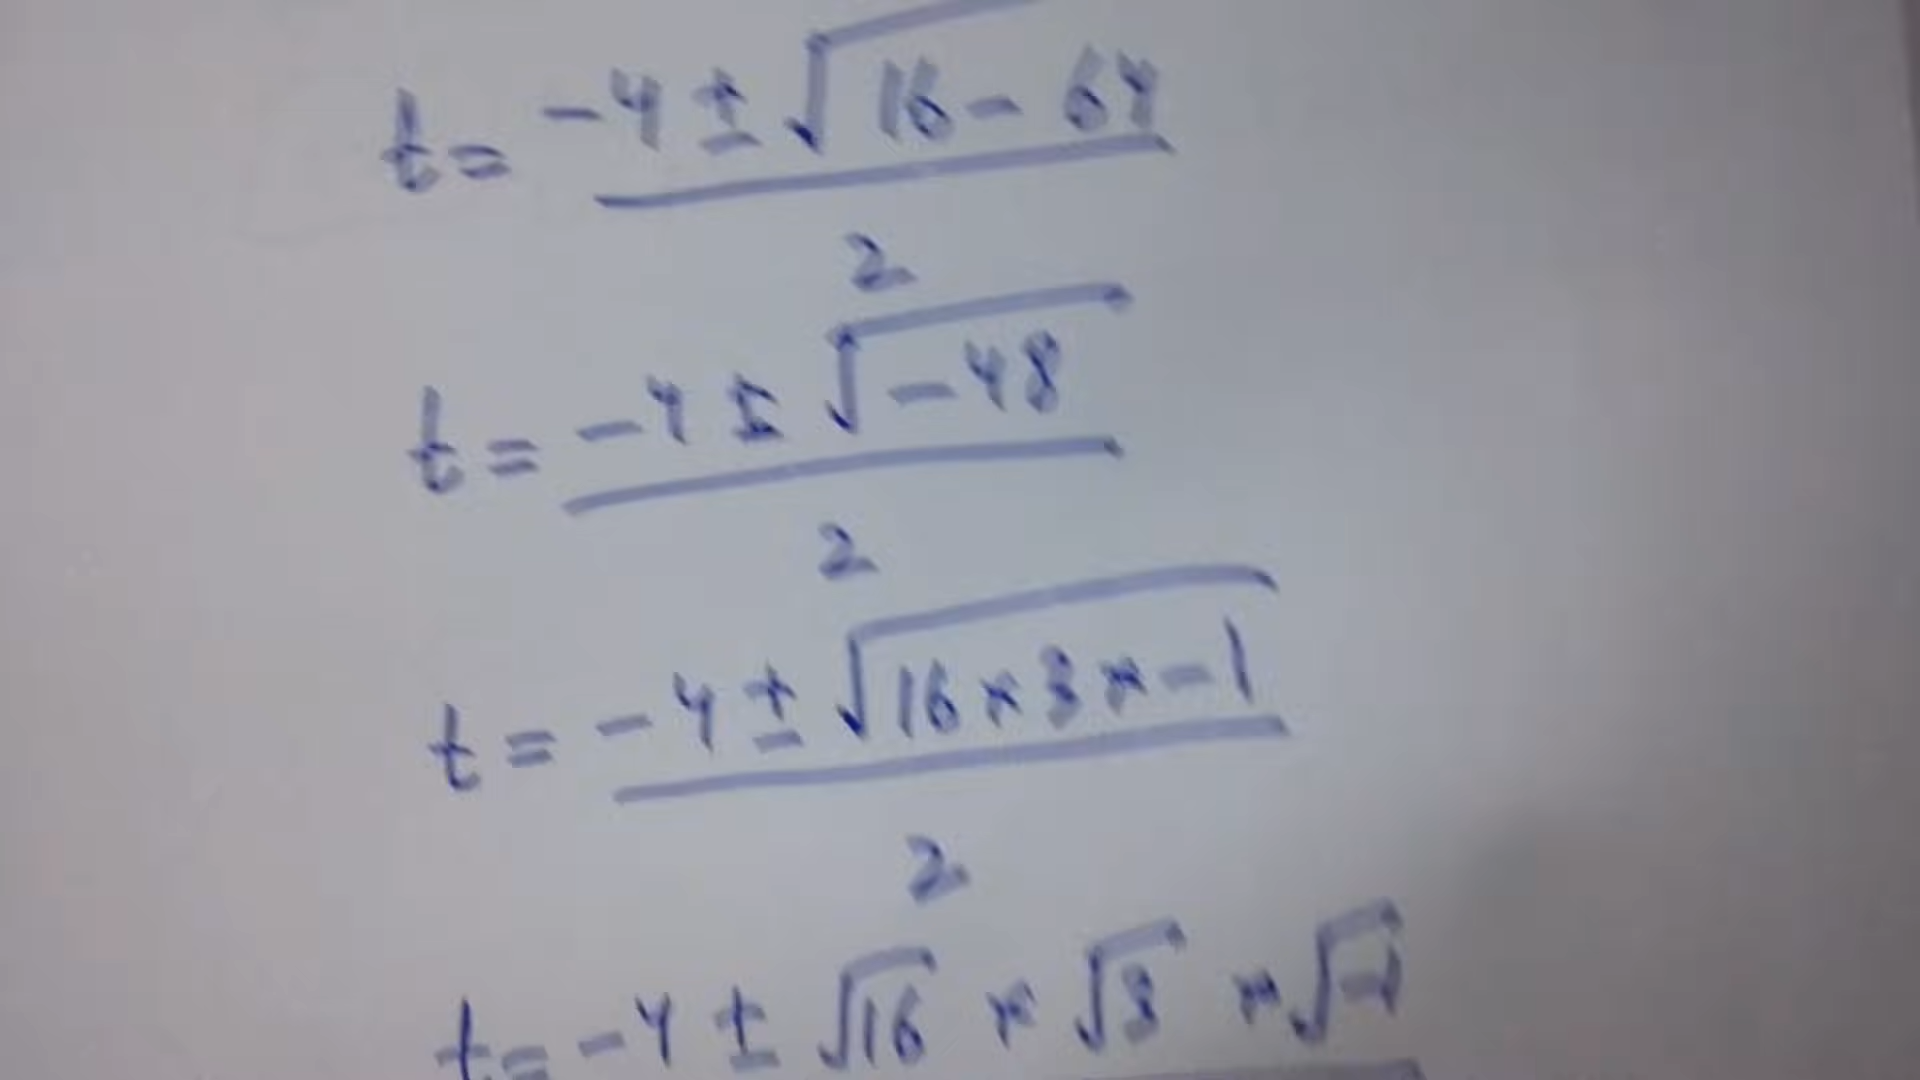 t = -4 ± √16 - 64
2
t = -4 ± √-48
2
t = -4 ± √16 × 3 × -1
2
t = -4 ± √16 × √3 × √-1